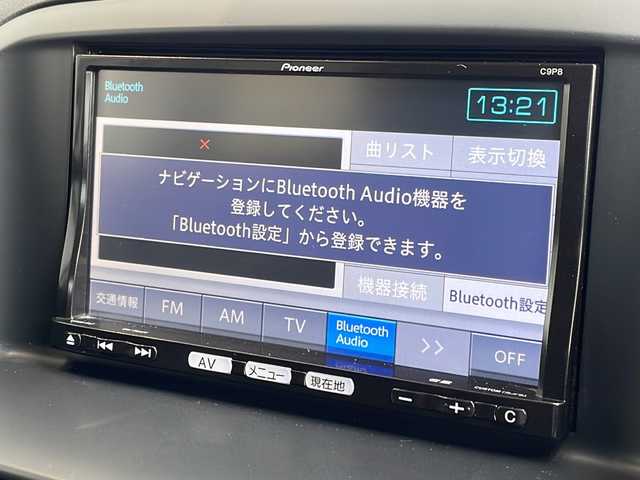 Pioneer
C9P8
Bluetooth
Audio
13:21
曲リスト
表示切換
ナビゲーションにBluetooth Audio機器を
登録してください。
「Bluetooth設定」から登録できます。
機器接続
Bluetooth設定
交通情報
FM
AM
TV
Bluetooth
Audio
>>
OFF
AV
メニュー
現在地
C